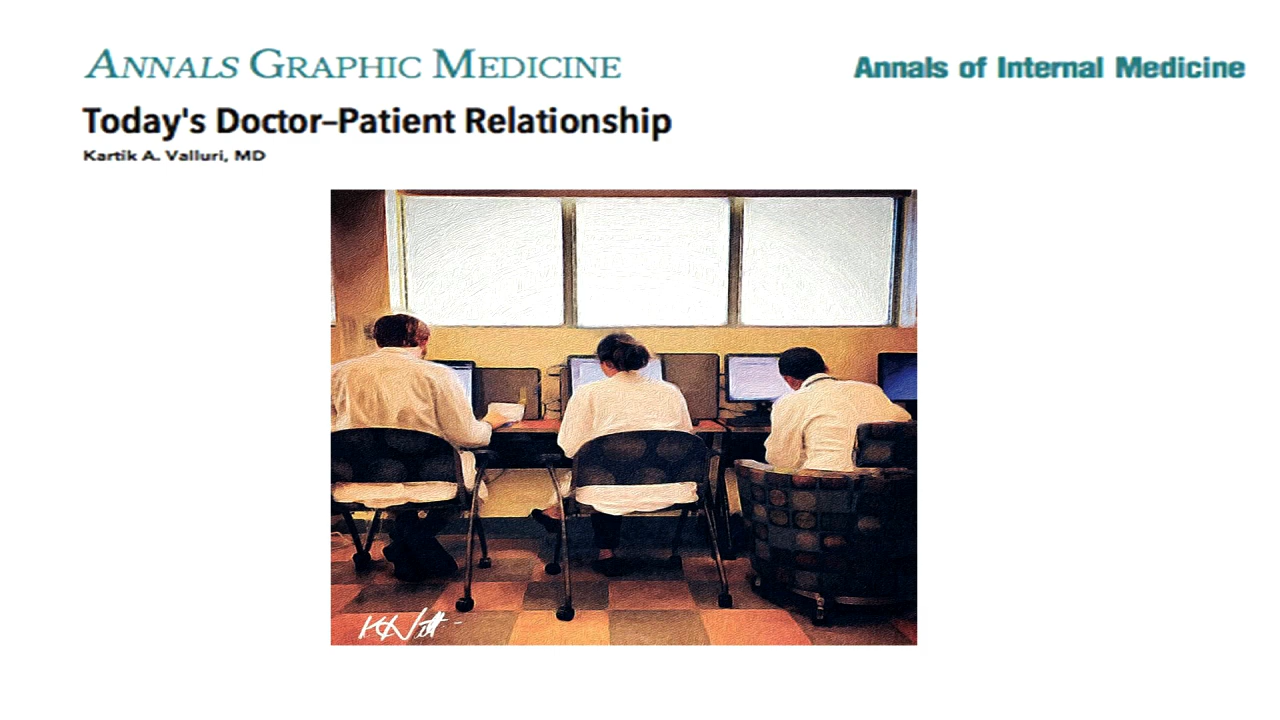 ANNALS GRAPHIC MEDICINE
Annals of Internal Medicine
Today's Doctor–Patient Relationship
Kartik A. Valluri, MD